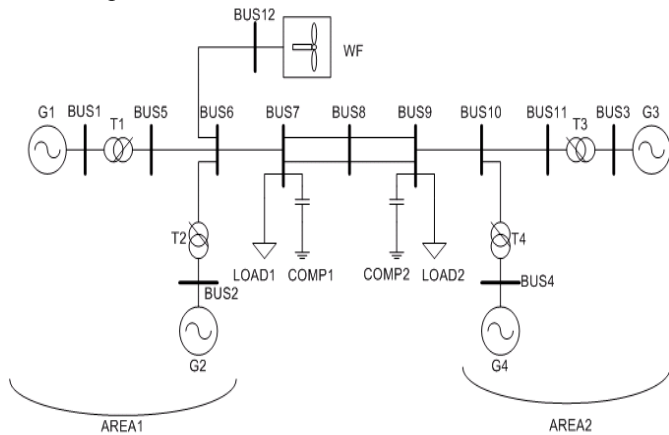 BUS12
WF
G1
BUS1
T1
BUS5
BUS6
BUS7
BUS8
BUS9
BUS10
BUS11
T3
BUS3
G3
T2
BUS2
G2
LOAD1
COMP1
COMP2
LOAD2
T4
BUS4
G4
AREA1
AREA2